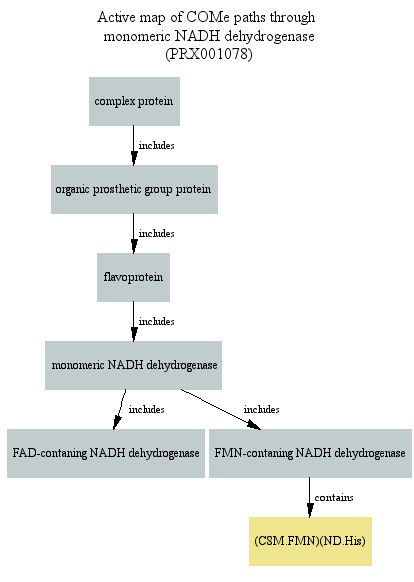 Active map of COMe paths through
monomeric NADH dehydrogenase
(PRX001078)
complex protein
includes
organic prosthetic group protein
includes
flavoprotein
includes
monomeric NADH dehydrogenase
includes includes
FAD-contaning NADH dehydrogenase FMN-contaning NADH dehydrogenase
contains
(CSM.FMN)(ND.His)